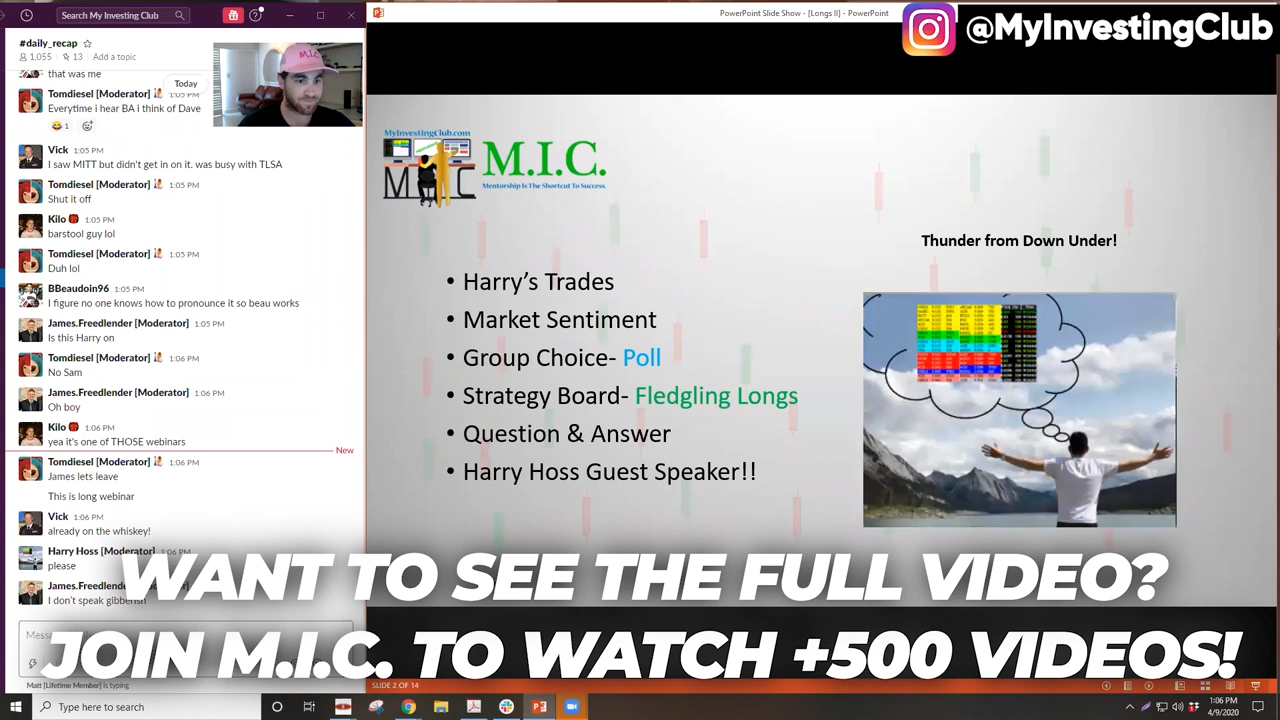 Search My Investing Club
PowerPoint Slide Show - [Longs II] - PowerPoint
@MyInvestingClub
#daily_recap
1,055 13 Add a topic
that was me
Today
Tomdiesel [Moderator] 1:05 PM
Everytime i hear BA i think of Dave
1
Vick 1:05 PM
I saw MITT but didn't get in on it. was busy with TLSA
Tomdiesel [Moderator] 1:05 PM
Shut it off
Kilo 1:05 PM
barstool guy lol
Tomdiesel [Moderator] 1:05 PM
Duh lol
BBeaudoin96 1:05 PM
I figure no one knows how to pronounce it so beau works
James.Freedlender [Moderator] 1:05 PM
Is this Harry on
Tomdiesel [Moderator] 1:06 PM
No Sam
James.Freedlender [Moderator] 1:06 PM
Oh boy
Kilo 1:06 PM
yea it's one of THOSE webinars
New
Tomdiesel [Moderator] 1:06 PM
James lets leave
This is long webinar
Vick 1:06 PM
already on the whiskey!
Harry Hoss [Moderator] 1:06 PM
please
James.Freedlender
I don't speak gibberish
Matt [Lifetime Member] is typing
M.I.C.
MyInvestingClub.com
MIC
M.I.C.
Mentorship Is The Shortcut To Success.
Thunder from Down Under!
• Harry's Trades
• Market Sentiment
• Group Choice- Poll
• Strategy Board- Fledgling Longs
• Question & Answer
• Harry Hoss Guest Speaker!!
WANT TO SEE THE FULL VIDEO?
JOIN M.I.C. TO WATCH +500 VIDEOS!
SLIDE 2 OF 14
Type here to search
1:06 PM
4/9/2020